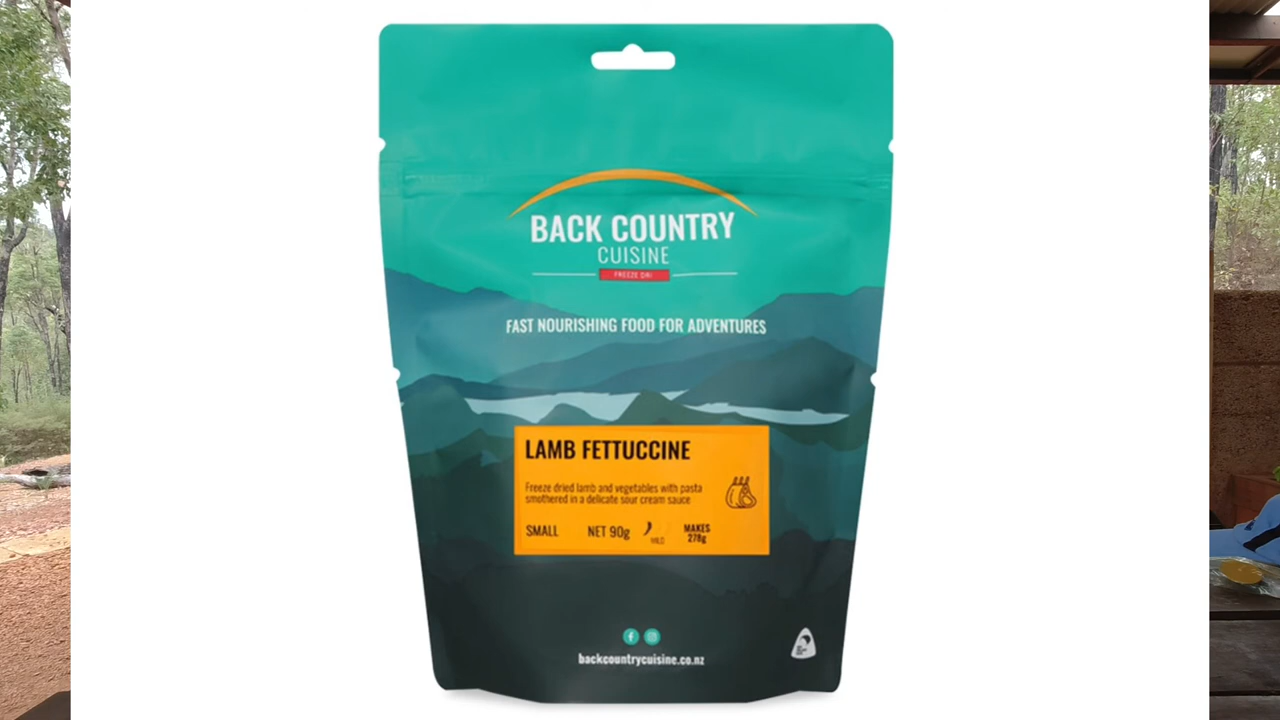 BACK COUNTRY
CUISINE
FREEZE DRI
FAST NOURISHING FOOD FOR ADVENTURES
LAMB FETTUCCINE
Freeze dried lamb and vegetables with pasta
smothered in a delicate sour cream sauce
SMALL NET 90g MILD MAKES
278g
backcountrycuisine.co.nz